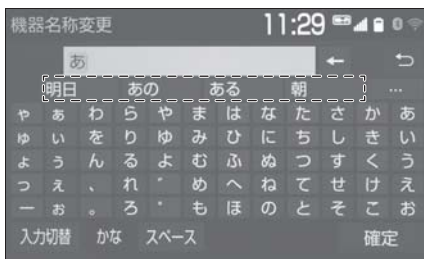 機器名称変更 11:29
あ
明日 あの ある 朝 …
ゃ ぁ わ ら や ま は な た さ か あ
ゅ ぃ を り ゆ み ひ に ち し き い
ょ ぅ ん る よ む ふ ぬ つ す く う
っ ぇ 、 れ ゛ め へ ね て せ け え
ー ぉ 。 ろ ゜ も ほ の と そ こ お
入力切替 かな スペース 確定